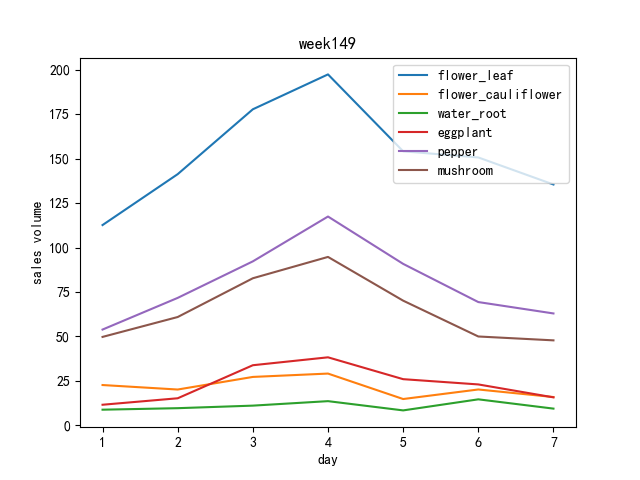 week149
200
175
150
125
100
75
50
25
0
sales volume
flower_leaf
flower_cauliflower
water_root
eggplant
pepper
mushroom
1 2 3 4 5 6 7
day